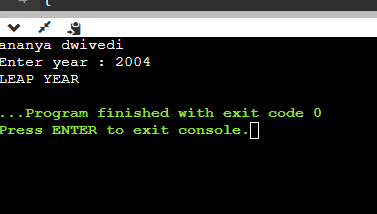 ananya dwivedi
Enter year : 2004
LEAP YEAR
...Program finished with exit code 0
Press ENTER to exit console.